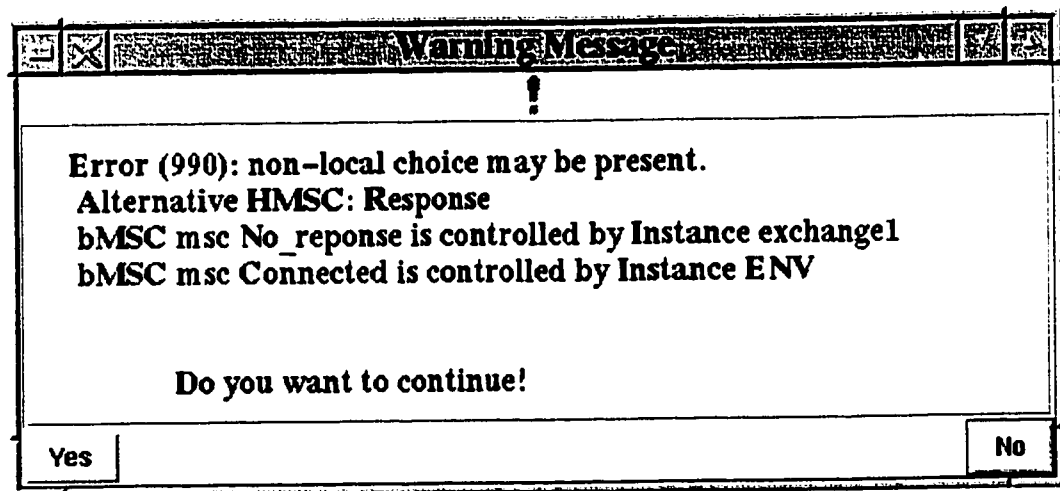 Warning Message
!
Error (990): non-local choice may be present.
Alternative HMSC: Response
bMSC msc No_reponse is controlled by Instance exchange1
bMSC msc Connected is controlled by Instance ENV
Do you want to continue!
Yes
No